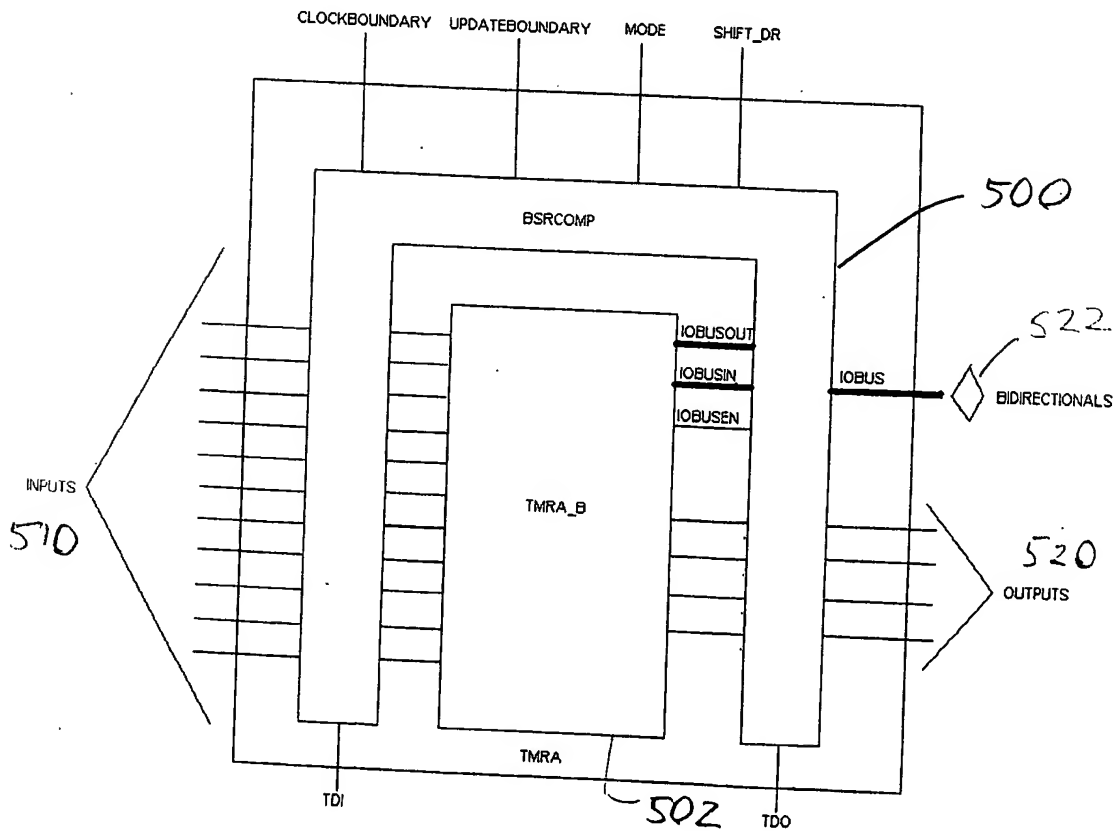 CLOCKBOUNDARY
UPDATEBOUNDARY
MODE
SHIFT_DR
500
BSRCOMP
IOBUSOUT
522
IOBUSIN
IOBUS
BIDIRECTIONALS
IOBUSEN
INPUTS
TMRA_B
510
520
OUTPUTS
TMRA
TDI
502
TDO